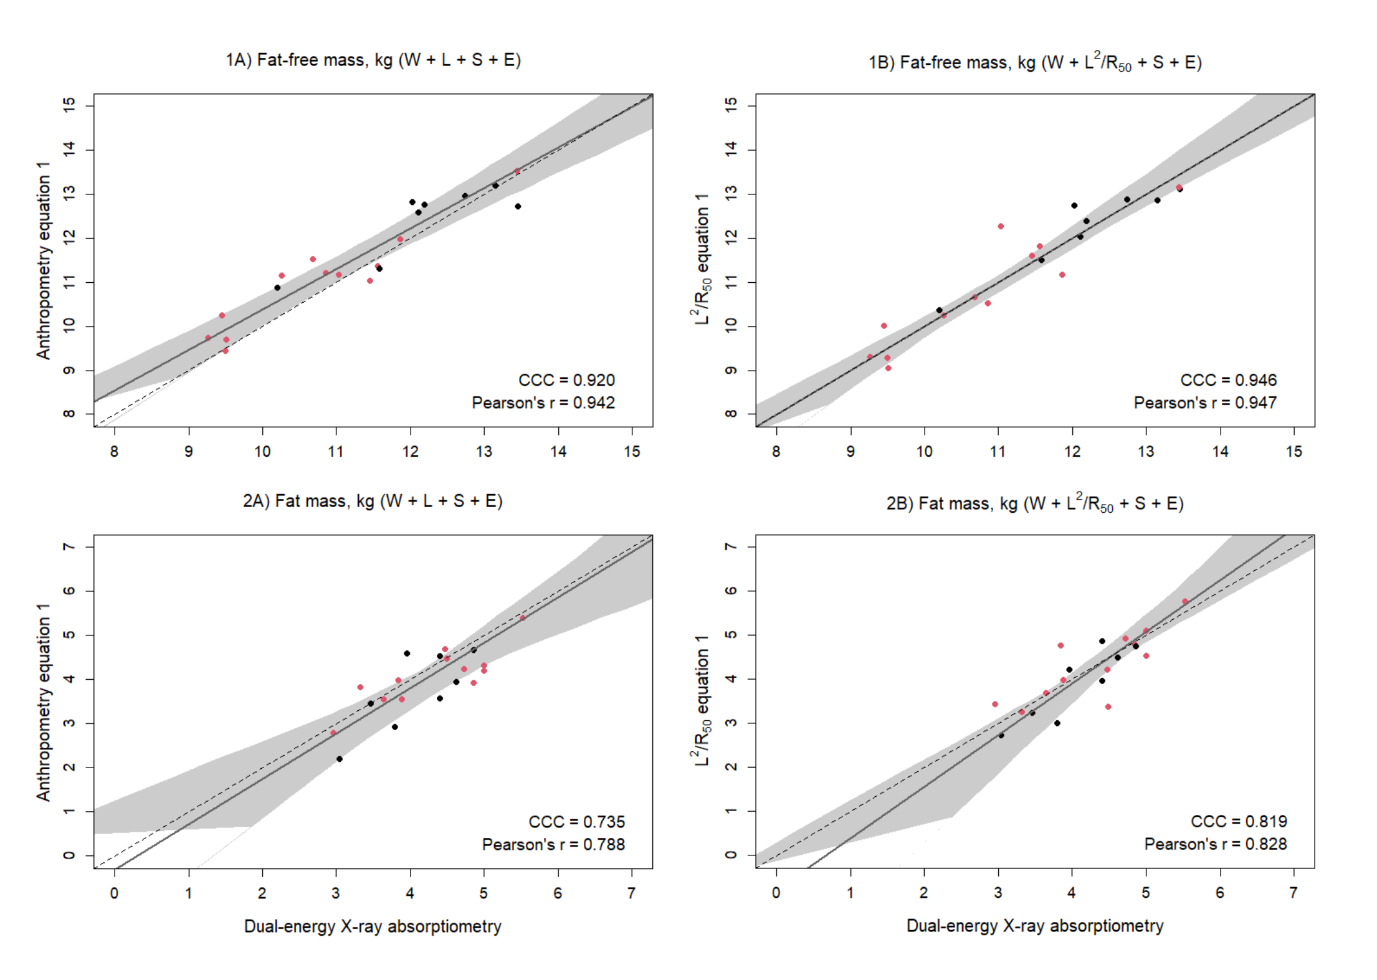 1A) Fat-free mass, kg (W + L + S + E)
Anthropometry equation 1
15
14
13
12
11
10
9
8
CCC = 0.920
Pearson's r = 0.942
8 9 10 11 12 13 14 15
1B) Fat-free mass, kg (W + L²/R₅₀ + S + E)
L²/R₅₀ equation 1
15
14
13
12
11
10
9
8
CCC = 0.946
Pearson's r = 0.947
8 9 10 11 12 13 14 15
2A) Fat mass, kg (W + L + S + E)
Anthropometry equation 1
7
6
5
4
3
2
1
0
CCC = 0.735
Pearson's r = 0.788
0 1 2 3 4 5 6 7
Dual-energy X-ray absorptiometry
2B) Fat mass, kg (W + L²/R₅₀ + S + E)
L²/R₅₀ equation 1
7
6
5
4
3
2
1
0
CCC = 0.819
Pearson's r = 0.828
0 1 2 3 4 5 6 7
Dual-energy X-ray absorptiometry